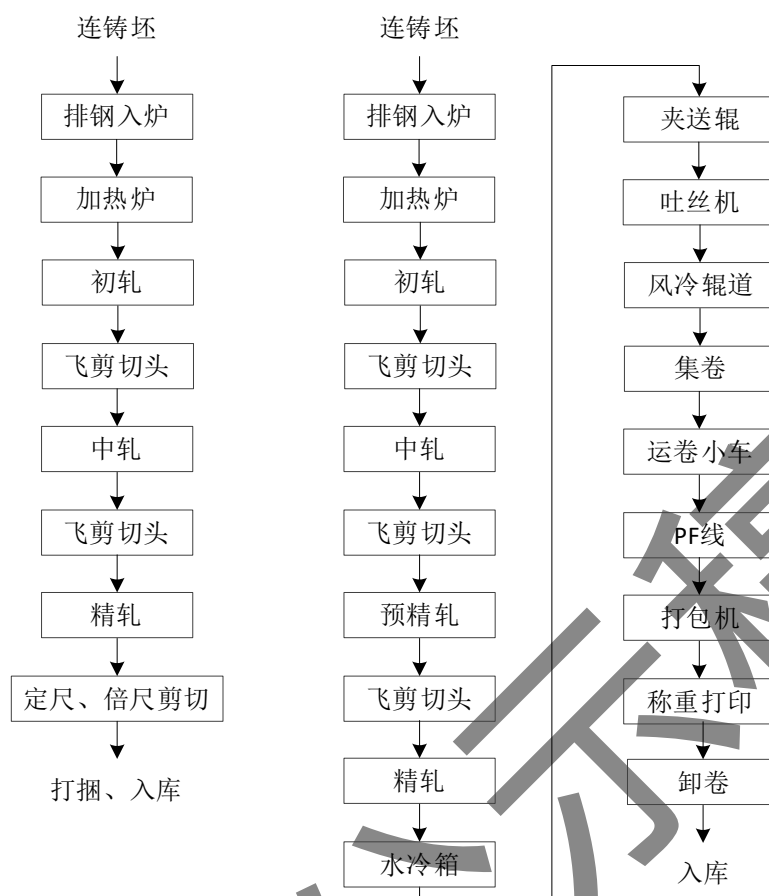 连铸坯
排钢入炉
加热炉
初轧
飞剪切头
中轧
飞剪切头
精轧
定尺、倍尺剪切
打捆、入库
连铸坯
排钢入炉
加热炉
初轧
飞剪切头
中轧
飞剪切头
预精轧
飞剪切头
精轧
水冷箱
夹送辊
吐丝机
风冷辊道
集卷
运卷小车
PF线
打包机
称重打印
卸卷
入库